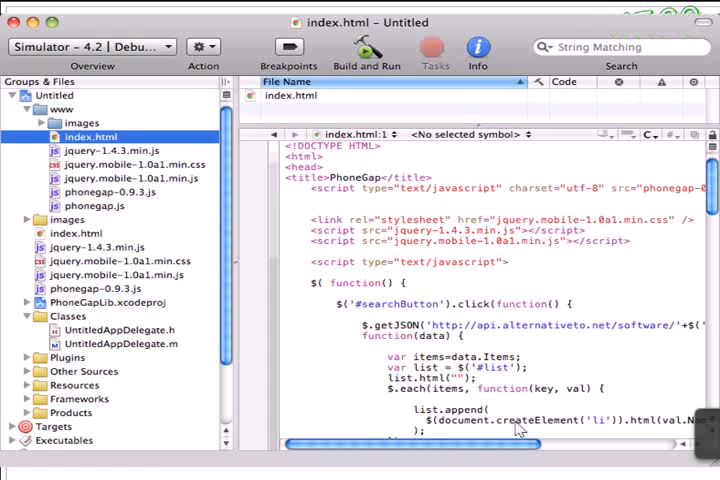 index.html – Untitled
Simulator - 4.2 | Debu...
String Matching
Overview
Action
Breakpoints
Build and Run
Tasks
Info
Search
Groups & Files
File Name
Code
Untitled
www
images
index.html
jquery-1.4.3.min.js
jquery.mobile-1.0a1.min.css
jquery.mobile-1.0a1.min.js
phonegap-0.9.3.js
phonegap.js
images
index.html
jquery-1.4.3.min.js
jquery.mobile-1.0a1.min.css
jquery.mobile-1.0a1.min.js
phonegap-0.9.3.js
PhoneGapLib.xcodeproj
Classes
UntitledAppDelegate.h
UntitledAppDelegate.m
Plugins
Other Sources
Resources
Frameworks
Products
Targets
Executables
index.html
index.html:1
<No selected symbol>
C
#
<!DOCTYPE HTML>
<html>
<head>
<title>PhoneGap</title>
<script type="text/javascript" charset="utf-8" src="phonegap-0
<link rel="stylesheet" href="jquery.mobile-1.0a1.min.css" />
<script src="jquery-1.4.3.min.js"></script>
<script src="jquery.mobile-1.0a1.min.js"></script>
<script type="text/javascript">
$( function() {
$('#searchButton').click(function() {
$.getJSON('http://api.alternativeto.net/software/'+$('
function(data) {
var items=data.Items;
var list = $('#list');
list.html("");
$.each(items, function(key, val) {
list.append(
$(document.createElement('li')).html(val.Na
);